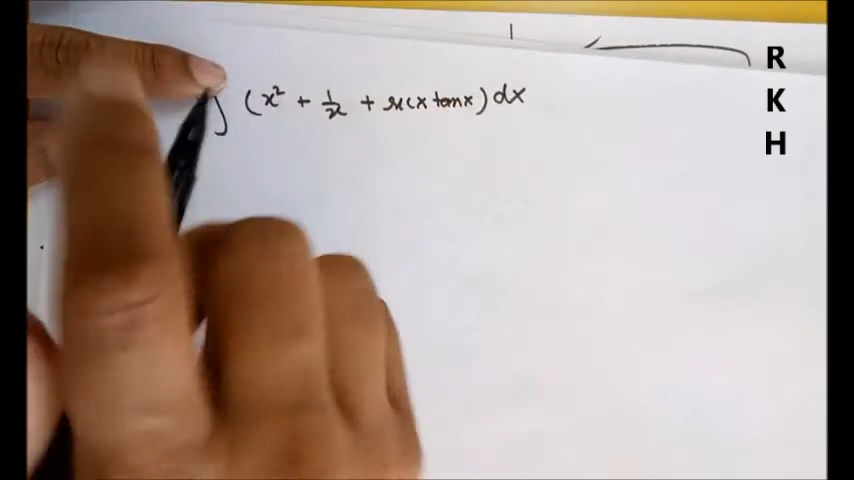 ∫ (x² + 1/x + sec x tan x) dx
R
K
H